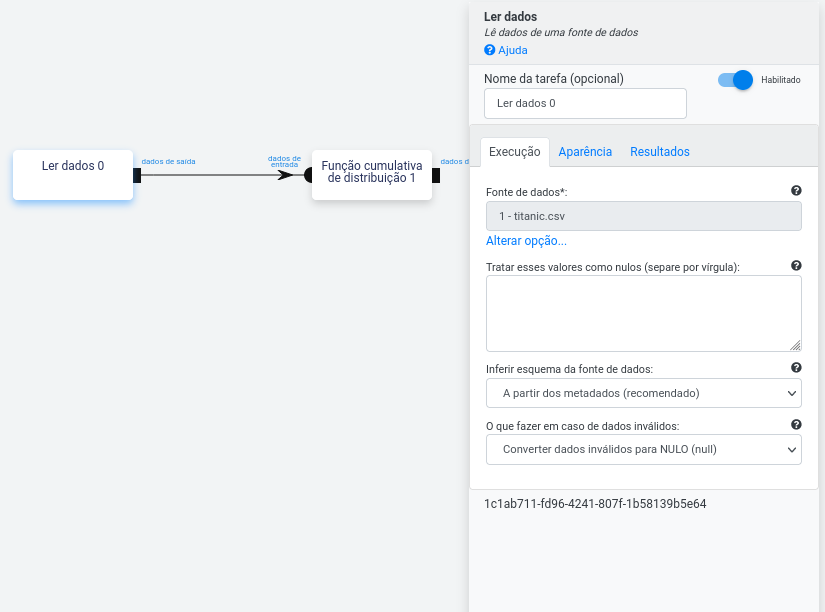 Ler dados 0
dados de saída
dados de
entrada
Função cumulativa
de distribuição 1
dados d
Ler dados
Lê dados de uma fonte de dados
? Ajuda
Nome da tarefa (opcional)
Habilitado
Ler dados 0
Execução
Aparência
Resultados
Fonte de dados*:
?
1 - titanic.csv
Alterar opção...
Tratar esses valores como nulos (separe por vírgula):
?
Inferir esquema da fonte de dados:
?
A partir dos metadados (recomendado)
O que fazer em caso de dados inválidos:
?
Converter dados inválidos para NULO (null)
1c1ab711-fd96-4241-807f-1b58139b5e64